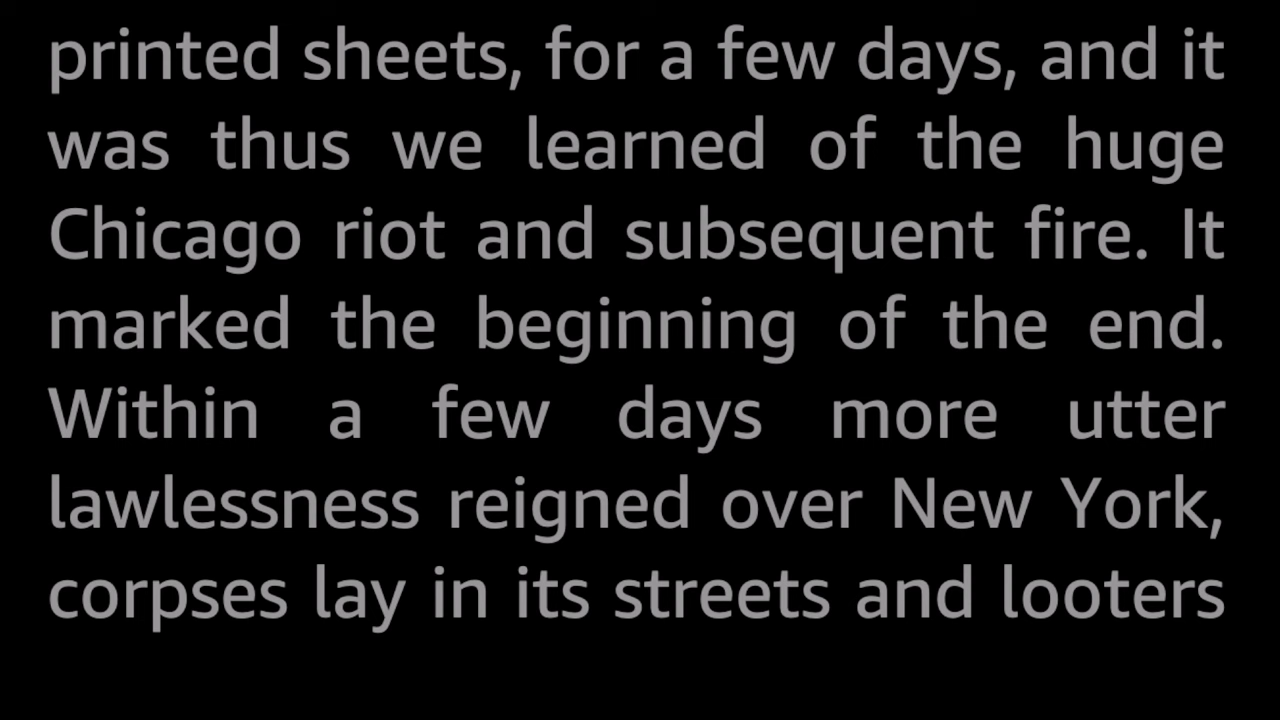 printed sheets, for a few days, and it
was thus we learned of the huge
Chicago riot and subsequent fire. It
marked the beginning of the end.
Within a few days more utter
lawlessness reigned over New York,
corpses lay in its streets and looters